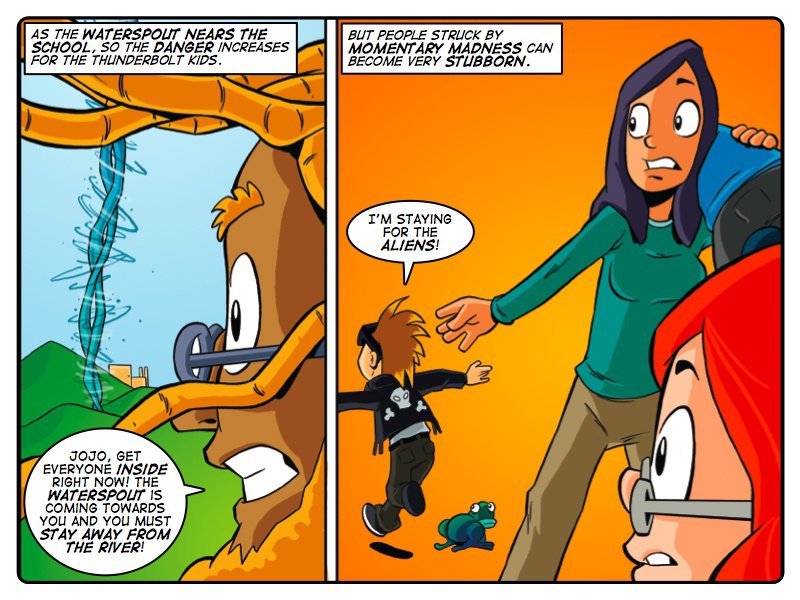 AS THE WATERSPOUT NEARS THE
SCHOOL, SO THE DANGER INCREASES
FOR THE THUNDERBOLT KIDS.
JOJO, GET
EVERYONE INSIDE
RIGHT NOW! THE
WATERSPOUT IS
COMING TOWARDS
YOU AND YOU MUST
STAY AWAY FROM
THE RIVER!
BUT PEOPLE STRUCK BY
MOMENTARY MADNESS CAN
BECOME VERY STUBBORN.
I'M STAYING
FOR THE
ALIENS!